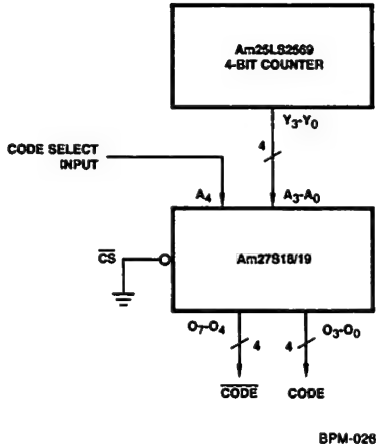 Am25LS2569
4-BIT COUNTER
Y3-Y0
4
CODE SELECT
INPUT
A4
A3-A0
CS
Am27S18/19
O7-O4
O3-O0
4
4
CODE
CODE
BPM-026